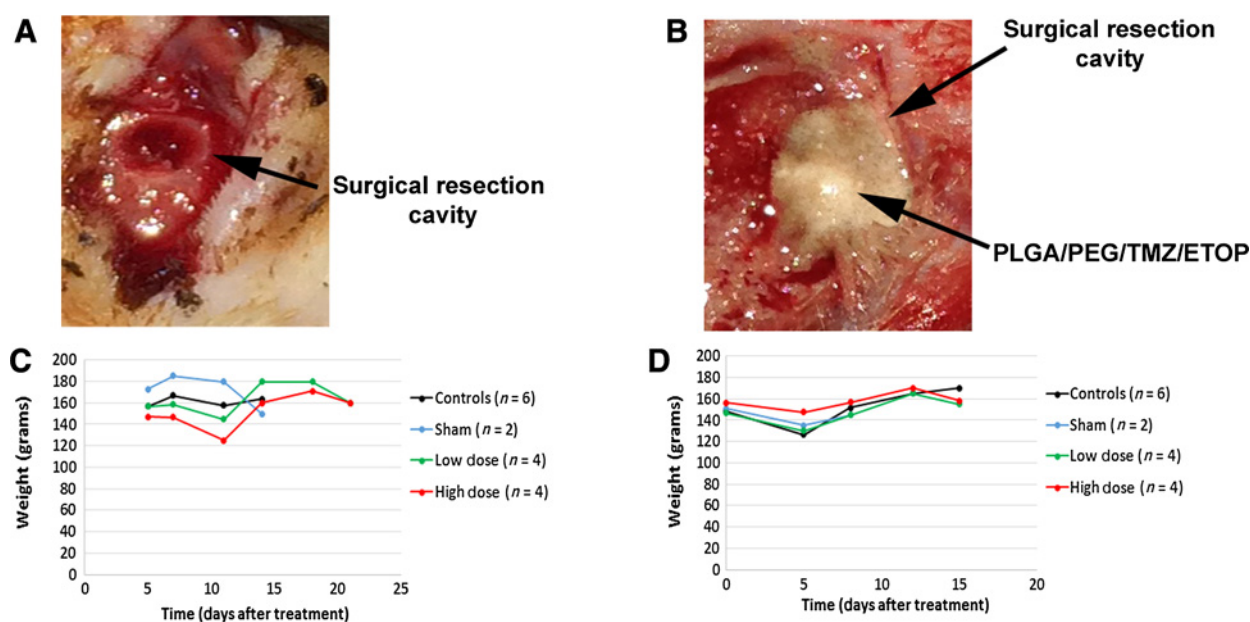 A
Surgical resection
cavity
B
Surgical resection
cavity
PLGA/PEG/TMZ/ETOP
C
Weight (grams)
200
180
160
140
120
100
80
60
40
20
0
0
5
10
15
20
25
Time (days after treatment)
Controls (n = 6)
Sham (n = 2)
Low dose (n = 4)
High dose (n = 4)
D
Weight (grams)
200
180
160
140
120
100
80
60
40
20
0
0
5
10
15
20
Time (days after treatment)
Controls (n = 6)
Sham (n = 2)
Low dose (n = 4)
High dose (n = 4)